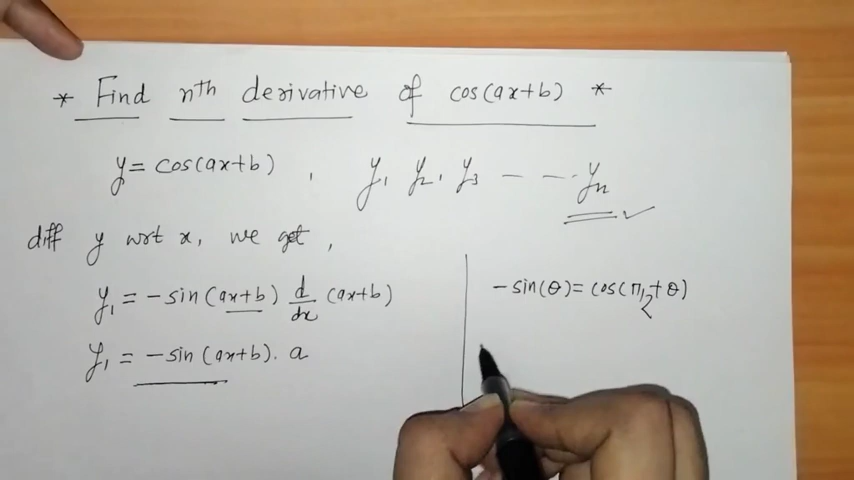 * Find nth derivative of cos(ax+b) *
y = cos(ax+b) , y₁ y₂, y₃ — — - - yₙ ✓
diff y wrt x, we get,
y₁ = -sin(ax+b) d/dx (ax+b)
y₁ = -sin(ax+b). a
-sin(θ) = cos(π/2+θ)